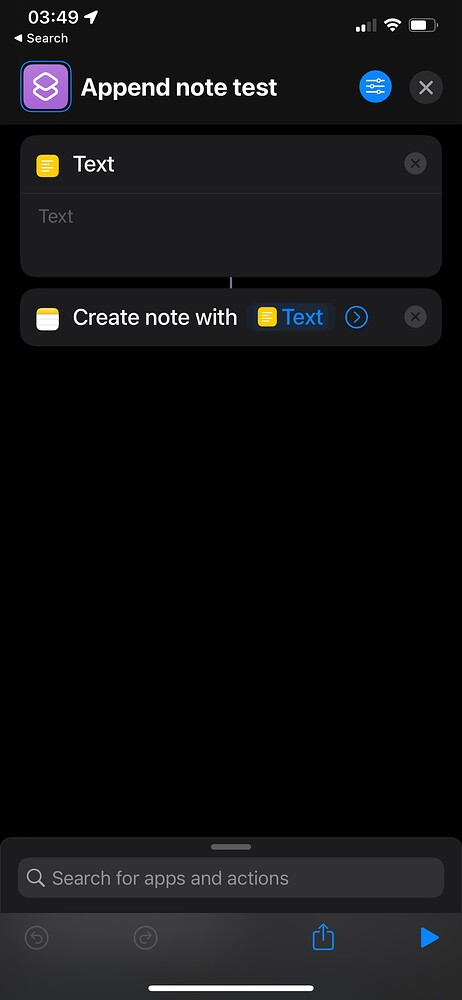 03:49
◀ Search
Append note test
Text
Text
Create note with Text
Search for apps and actions